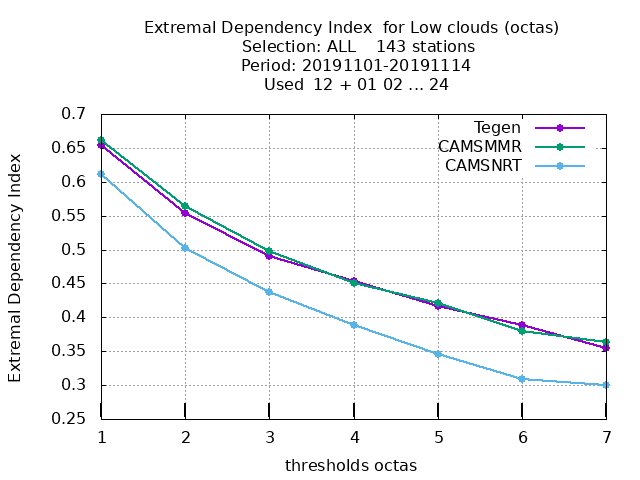 Extremal Dependency Index  for Low clouds (octas)
Selection: ALL    143 stations
Period: 20191101-20191114
Used  12 + 01 02 ... 24
Extremal Dependency Index
0.7
0.65
0.6
0.55
0.5
0.45
0.4
0.35
0.3
0.25
Tegen
CAMSMMR
CAMSNRT
1 2 3 4 5 6 7
thresholds octas